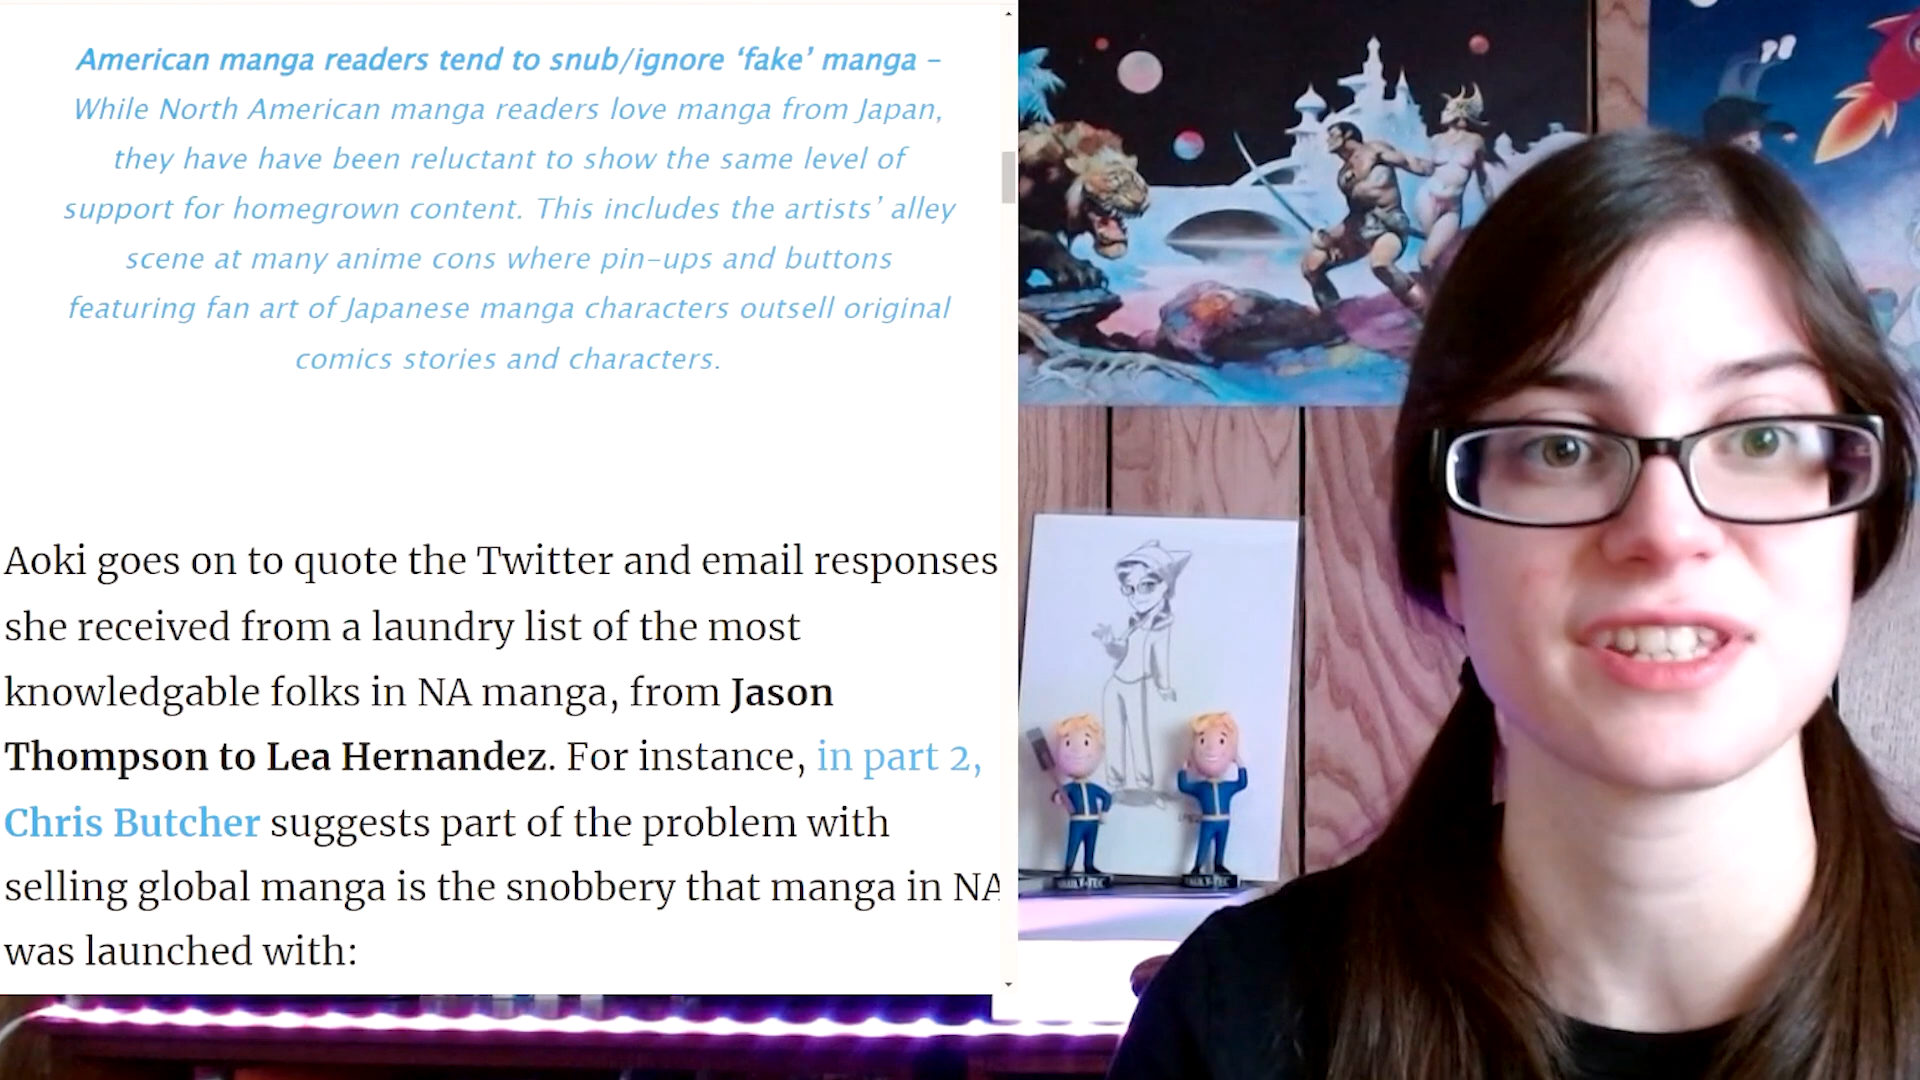 American manga readers tend to snub/ignore ‘fake’ manga –
While North American manga readers love manga from Japan,
they have have been reluctant to show the same level of
support for homegrown content. This includes the artists’ alley
scene at many anime cons where pin-ups and buttons
featuring fan art of Japanese manga characters outsell original
comics stories and characters.
Aoki goes on to quote the Twitter and email responses
she received from a laundry list of the most
knowledgable folks in NA manga, from Jason
Thompson to Lea Hernandez. For instance, in part 2,
Chris Butcher suggests part of the problem with
selling global manga is the snobbery that manga in NA
was launched with:
VAULT-TEC
VAULT-TEC